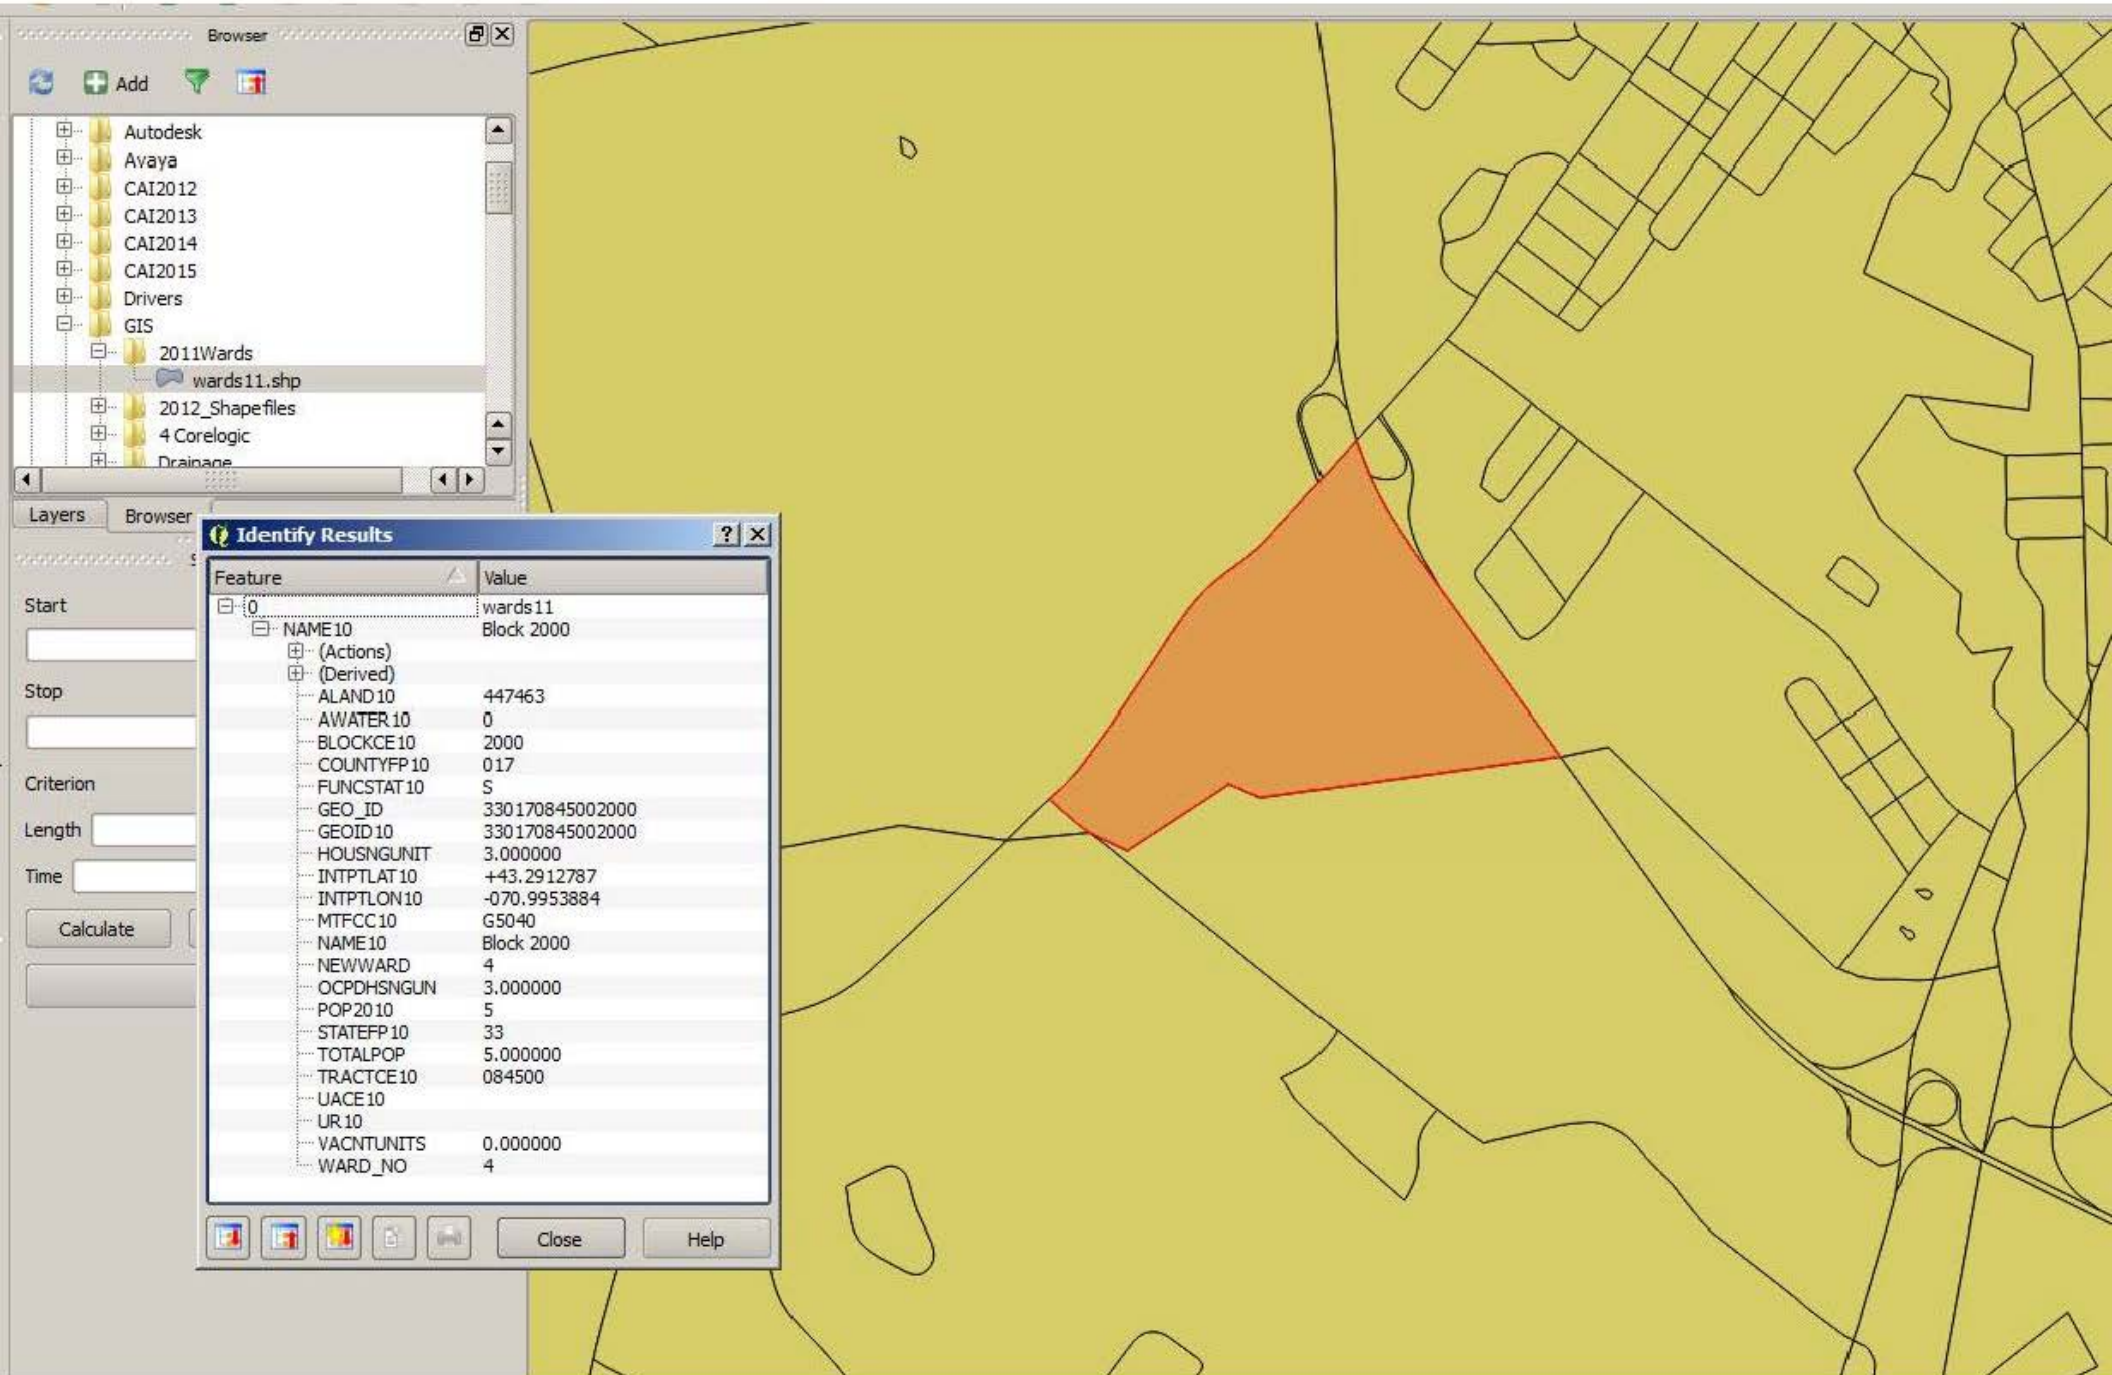 Browser
Add
Autodesk
Avaya
CAI2012
CAI2013
CAI2014
CAI2015
Drivers
GIS
2011Wards
wards11.shp
2012_Shapefiles
4 Corelogic
Drainage
Layers Browser
Identify Results
Feature Value
0 wards11
NAME10 Block 2000
(Actions)
(Derived)
ALAND10 447463
AWATER10 0
BLOCKCE10 2000
COUNTYFP10 017
FUNCSTAT10 S
GEO_ID 330170845002000
GEOID10 330170845002000
HOUSNGUNIT 3.000000
INTPTLAT10 +43.2912787
INTPTLON10 -070.9953884
MTFCC10 G5040
NAME10 Block 2000
NEWWARD 4
OCPDHSNGUN 3.000000
POP2010 5
STATEFP10 33
TOTALPOP 5.000000
TRACTCE10 084500
UACE10
UR10
VACNTUNITS 0.000000
WARD_NO 4
Close Help
Start
Stop
Criterion
Length
Time
Calculate